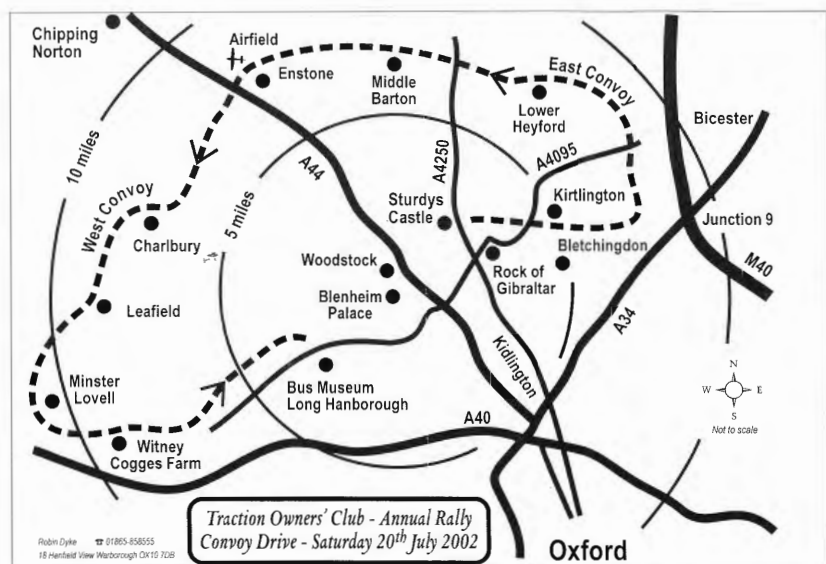 Chipping
Norton
Airfield
Enstone
Middle
Barton
East Convoy
Lower
Heyford
Bicester
10 miles
A44
A4250
A4095
West Convoy
5 miles
Sturdys
Castle
Kirtlington
Junction 9
Charlbury
Bletchingdon
M40
Woodstock
Rock of
Gibraltar
Blenheim
Palace
Leafield
A34
Kidlington
Minster
Lovell
Bus Museum
Long Hanborough
N
W E
S
Not to scale
A40
Witney
Cogges Farm
Traction Owners' Club - Annual Rally
Convoy Drive - Saturday 20th July 2002
Oxford
Robin Dyke ☎ 01865-858555
18 Henfield View Warborough OX10 7DB